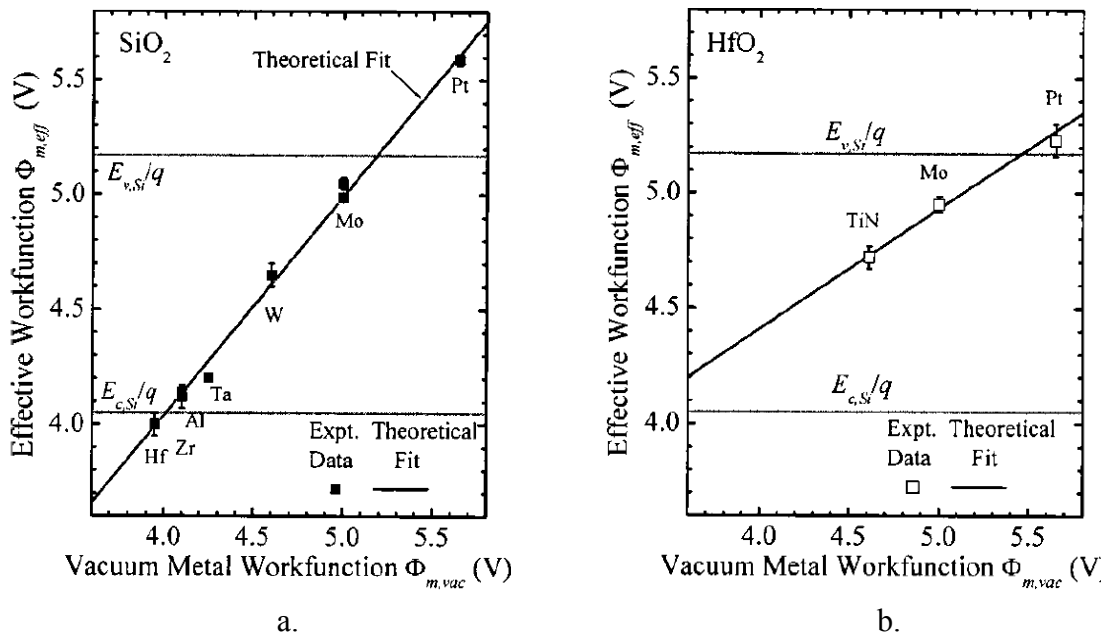 SiO2
Theoretical Fit
Pt
Ev,Si/q
Mo
W
Ta
Ec,Si/q
Al
Zr
Hf
Expt. Theoretical
Data Fit
5.5
5.0
4.5
4.0
4.0 4.5 5.0 5.5
Effective Workfunction Φm,eff (V)
Vacuum Metal Workfunction Φm,vac (V)
a.
HfO2
Pt
Ev,Si/q
Mo
TiN
Ec,Si/q
Expt. Theoretical
Data Fit
5.5
5.0
4.5
4.0
4.0 4.5 5.0 5.5
Effective Workfunction Φm,eff (V)
Vacuum Metal Workfunction Φm,vac (V)
b.